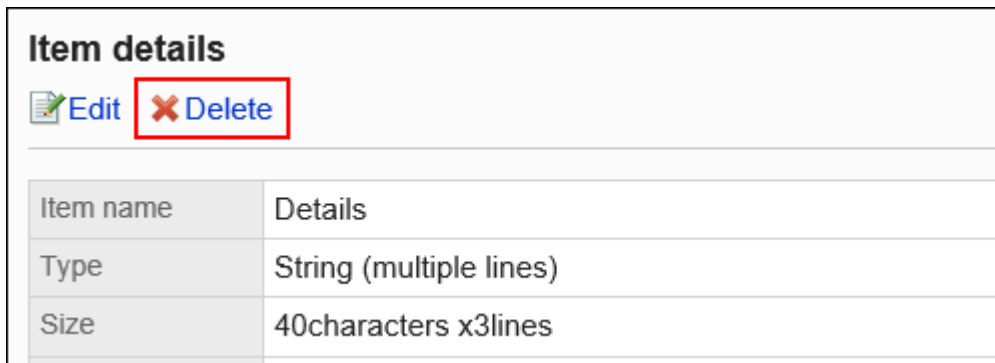 Item details
Edit Delete
Item name Details
Type String (multiple lines)
Size 40characters x3lines